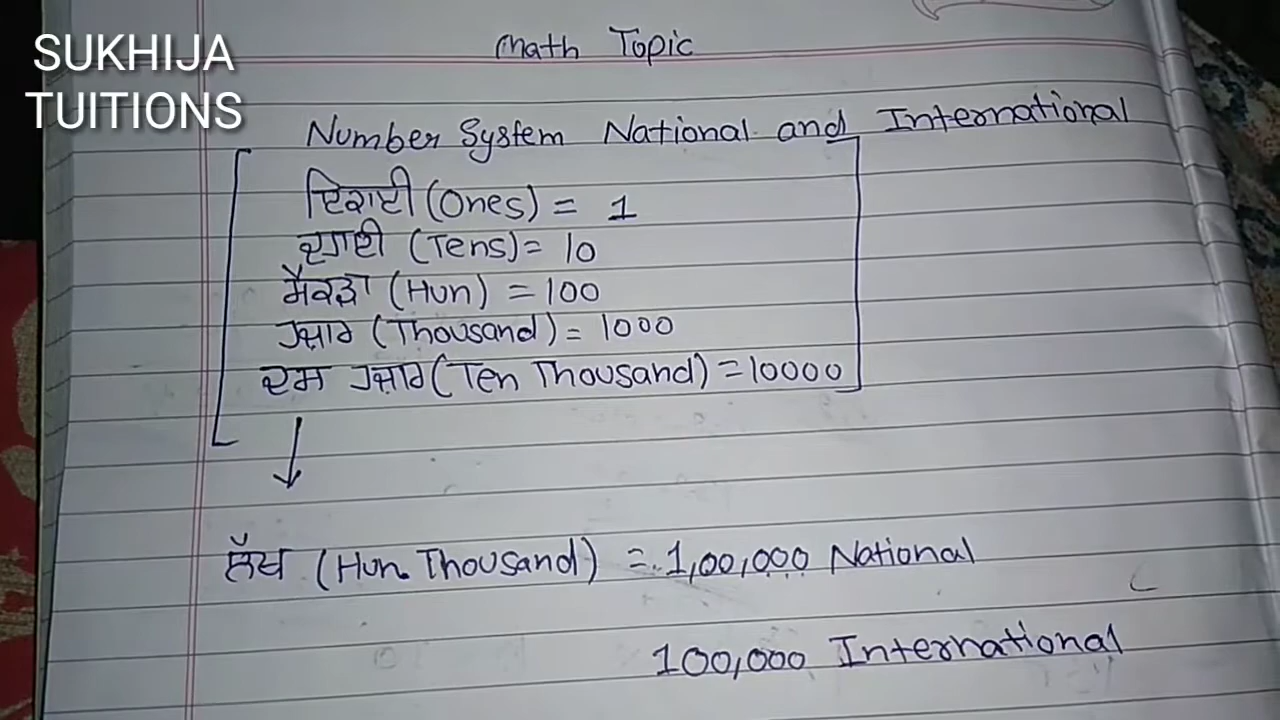 SUKHIJA
TUITIONS
Math Topic
Number System National and International
ਇਕਾਈ (Ones) = 1
ਦਾਈ (Tens) = 10
ਸੈਕੜਾ (Hun) = 100
ਹਜ਼ਾਰ (Thousand) = 1000
ਦਸ ਹਜ਼ਾਰ (Ten Thousand) = 10000
ਲੱਖ (Hun. Thousand) = 1,00,000 National
100,000 International